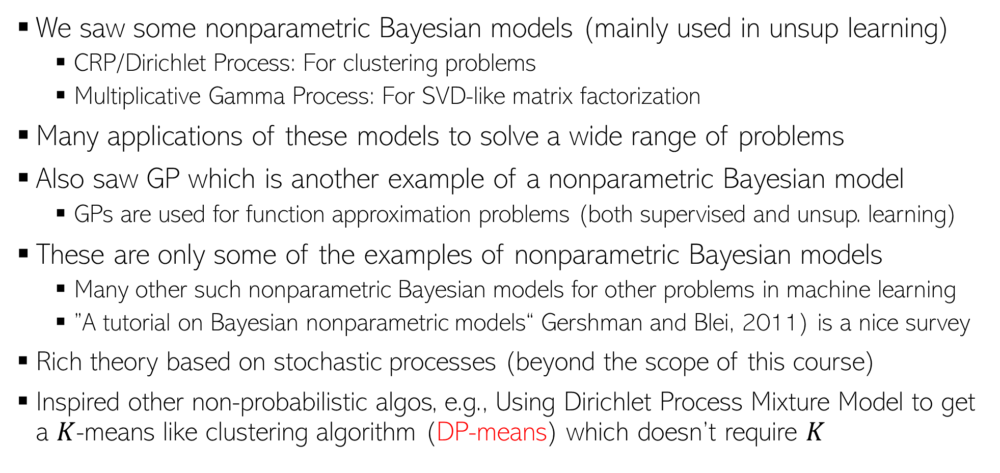 ▪ We saw some nonparametric Bayesian models (mainly used in unsup learning)
▪ CRP/Dirichlet Process: For clustering problems
▪ Multiplicative Gamma Process: For SVD-like matrix factorization
▪ Many applications of these models to solve a wide range of problems
▪ Also saw GP which is another example of a nonparametric Bayesian model
▪ GPs are used for function approximation problems (both supervised and unsup. learning)
▪ These are only some of the examples of nonparametric Bayesian models
▪ Many other such nonparametric Bayesian models for other problems in machine learning
▪ ”A tutorial on Bayesian nonparametric models“ Gershman and Blei, 2011) is a nice survey
▪ Rich theory based on stochastic processes (beyond the scope of this course)
▪ Inspired other non-probabilistic algos, e.g., Using Dirichlet Process Mixture Model to get
a K-means like clustering algorithm (DP-means) which doesn’t require K